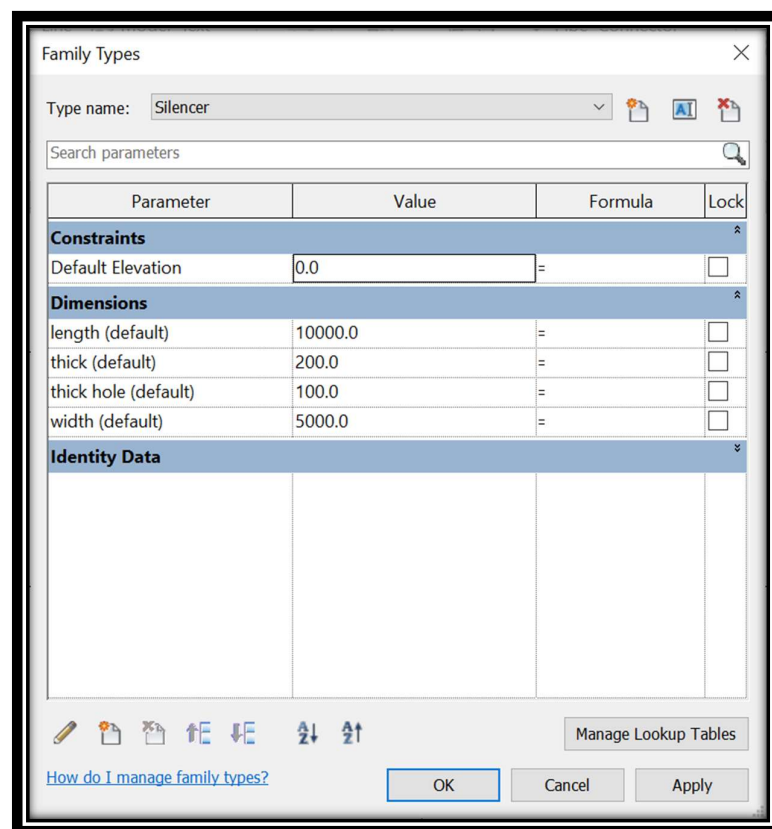 Family Types
Type name: Silencer
Search parameters
Parameter Value Formula Lock
Constraints
Default Elevation 0.0 =
Dimensions
length (default) 10000.0 =
thick (default) 200.0 =
thick hole (default) 100.0 =
width (default) 5000.0 =
Identity Data
Manage Lookup Tables
How do I manage family types?
OK Cancel Apply